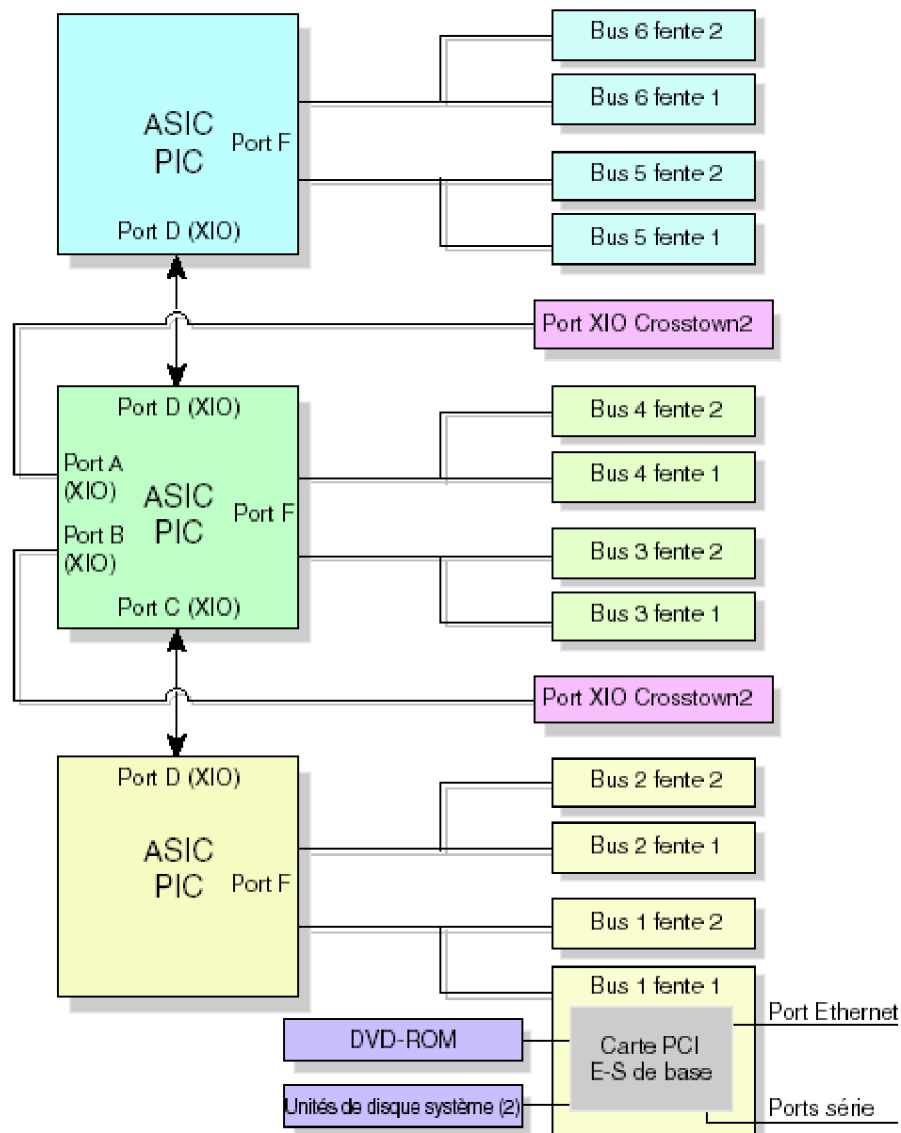 Bus 6 fente 2
Bus 6 fente 1
ASIC
PIC
Port F
Bus 5 fente 2
Bus 5 fente 1
Port D (XIO)
Port XIO Crosstown2
Port D (XIO)
Bus 4 fente 2
Port A
(XIO)
Bus 4 fente 1
ASIC
PIC
Port F
Port B
(XIO)
Bus 3 fente 2
Port C (XIO)
Bus 3 fente 1
Port XIO Crosstown2
Port D (XIO)
Bus 2 fente 2
ASIC
PIC
Port F
Bus 2 fente 1
Bus 1 fente 2
Bus 1 fente 1
Port Ethernet
DVD-ROM
Carte PCI
E-S de base
Unités de disque système (2)
Ports série